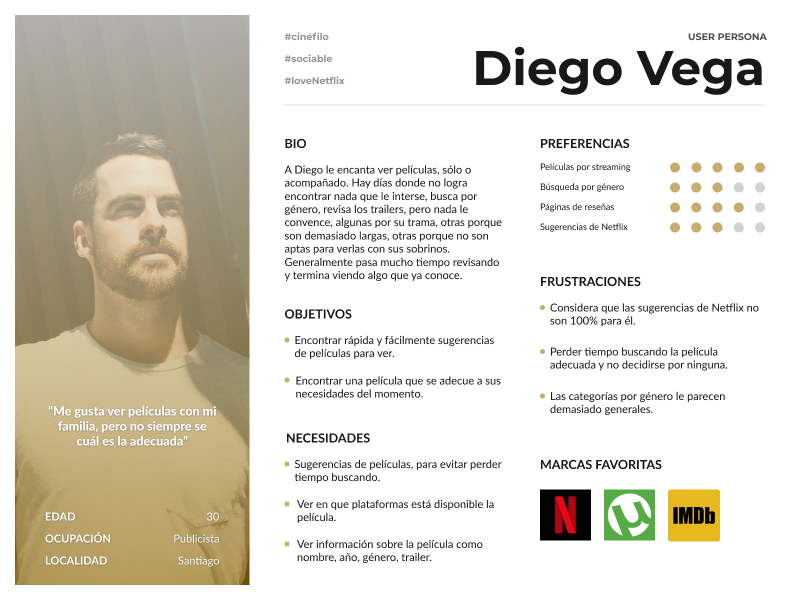 #cinéfilo
#sociable
#loveNetflix
USER PERSONA
Diego Vega
BIO
A Diego le encanta ver películas, sólo o
acompañado. Hay días donde no logra
encontrar nada que le interse, busca por
género, revisa los trailers, pero nada le
convence, algunas por su trama, otras porque
son demasiado largas, otras porque no son
aptas para verlas con sus sobrinos.
Generalmente pasa mucho tiempo revisando
y termina viendo algo que ya conoce.
OBJETIVOS
Encontrar rápida y fácilmente sugerencias
de películas para ver.
Encontrar una película que se adecue a sus
necesidades del momento.
NECESIDADES
Sugerencias de películas, para evitar perder
tiempo buscando.
Ver en que plataformas está disponible la
película.
Ver información sobre la película como
nombre, año, género, trailer.
PREFERENCIAS
Películas por streaming
Búsqueda por género
Páginas de reseñas
Sugerencias de Netflix
FRUSTRACIONES
Considera que las sugerencias de Netflix no
son 100% para él.
Perder tiempo buscando la película
adecuada y no decidirse por ninguna.
Las categorías por género le parecen
demasiado generales.
MARCAS FAVORITAS
N
µ
IMDb
“Me gusta ver películas con mi
familia, pero no siempre se
cuál es la adecuada”
EDAD 30
OCUPACIÓN Publicista
LOCALIDAD Santiago